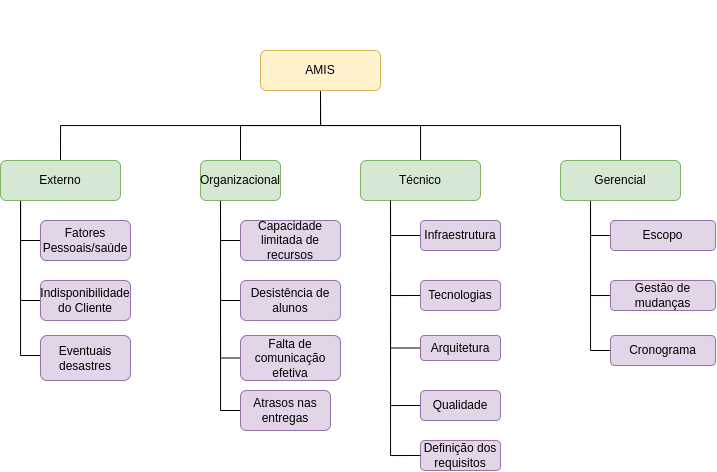 AMIS
Externo
Organizacional
Técnico
Gerencial
Fatores
Pessoais/saúde
Indisponibilidade
do Cliente
Eventuais
desastres
Capacidade
limitada de
recursos
Desistência de
alunos
Falta de
comunicação
efetiva
Atrasos nas
entregas
Infraestrutura
Tecnologias
Arquitetura
Qualidade
Definição dos
requisitos
Escopo
Gestão de
mudanças
Cronograma